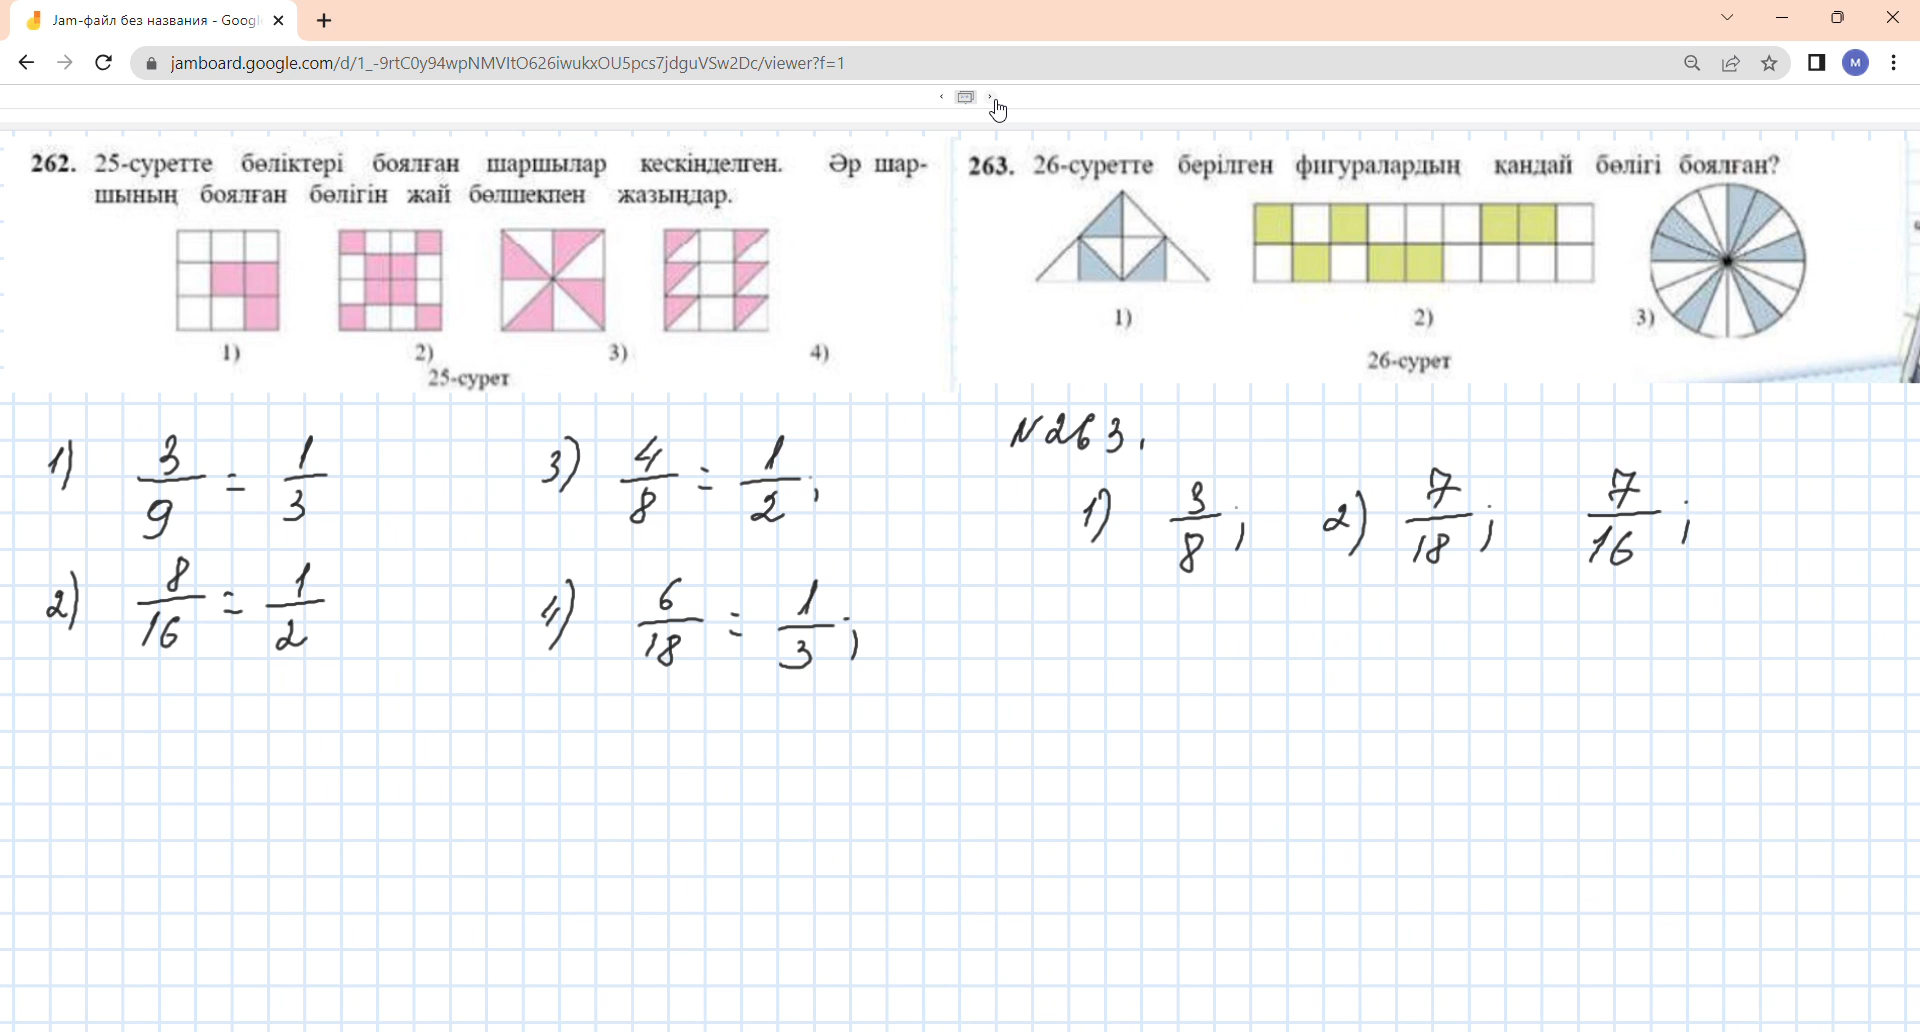 Jam-файл без названия - Googl
jamboard.google.com/d/1_-9rtC0y94wpNMVItO626iwukxOU5pcs7jdguVSw2Dc/viewer?f=1
M
262. 25-суретте бөліктері боялған шаршылар кескінделген. Әр шар-
шының боялған бөлігін жай бөлшекпен жазыңдар.
1) 2) 3) 4)
25-сурет
263. 26-суретте берілген фигуралардың қандай бөлігі боялған?
1) 2) 3)
26-сурет
1) 3/9 = 1/3
2) 8/16 = 1/2
3) 4/8 = 1/2;
4) 6/18 = 1/3;
N263.
1) 3/8; 2) 7/18; 7/16;